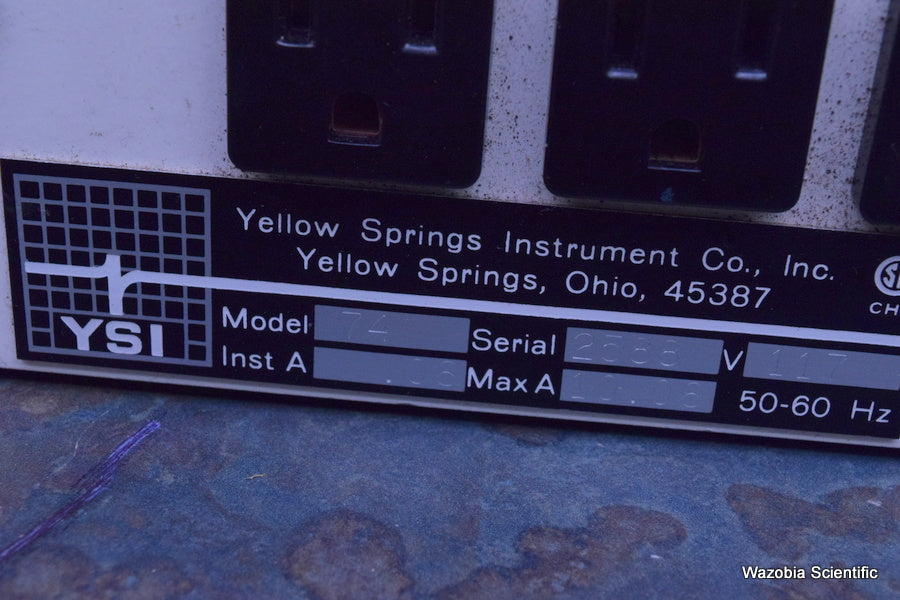 Yellow Springs Instrument Co., Inc.
Yellow Springs, Ohio, 45387
YSI
Model 74 Serial V 117
Inst A Max A 50-60 Hz
CH
Wazobia Scientific